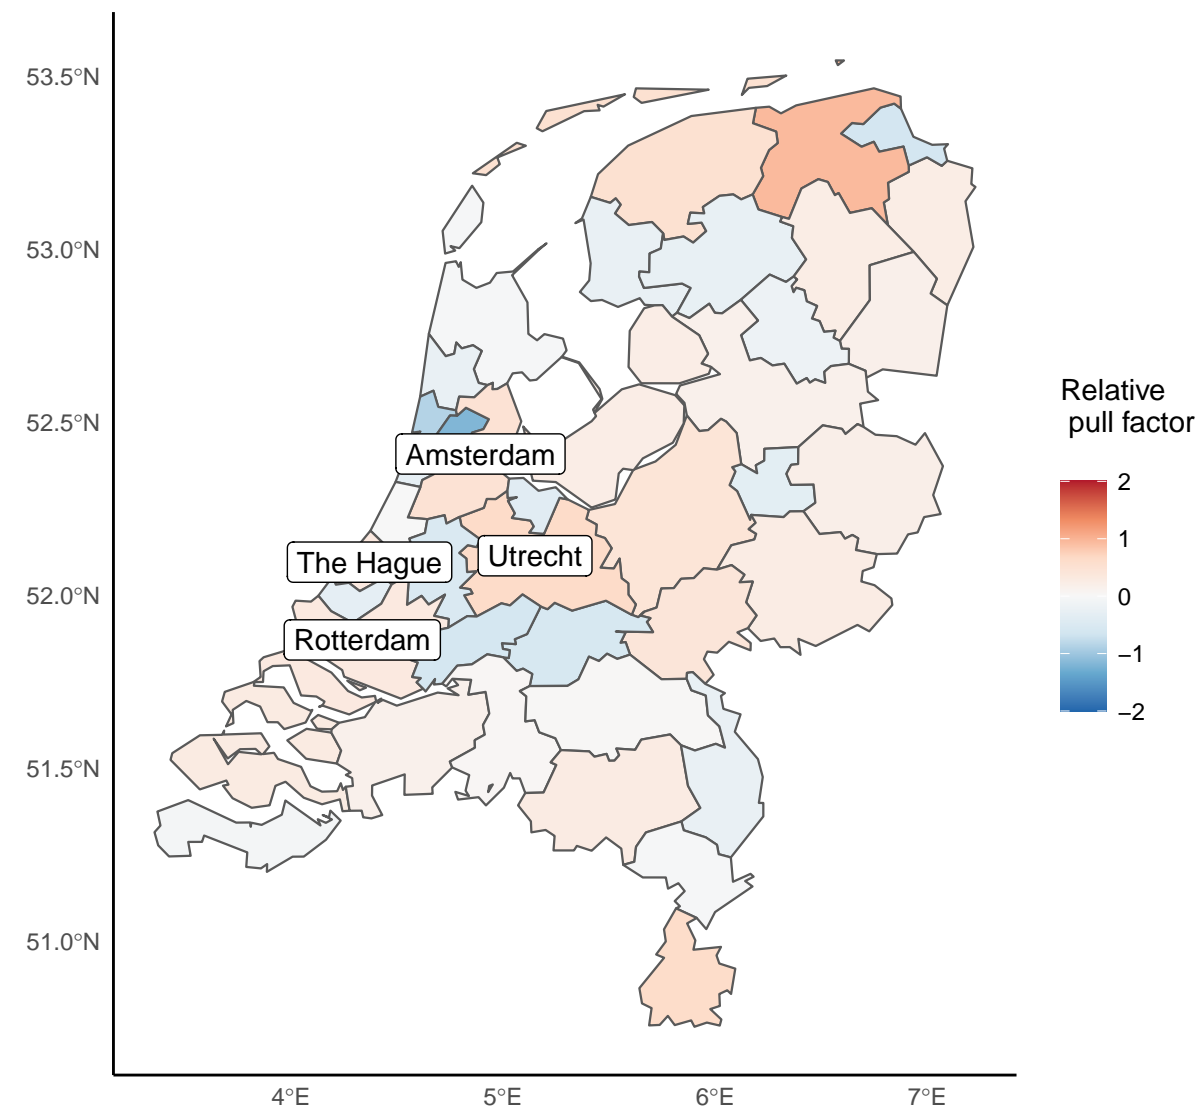 53.5°N
53.0°N
52.5°N
52.0°N
51.5°N
51.0°N
Amsterdam
The Hague
Utrecht
Rotterdam
4°E
5°E
6°E
7°E
Relative
pull factor
2
1
0
−1
−2